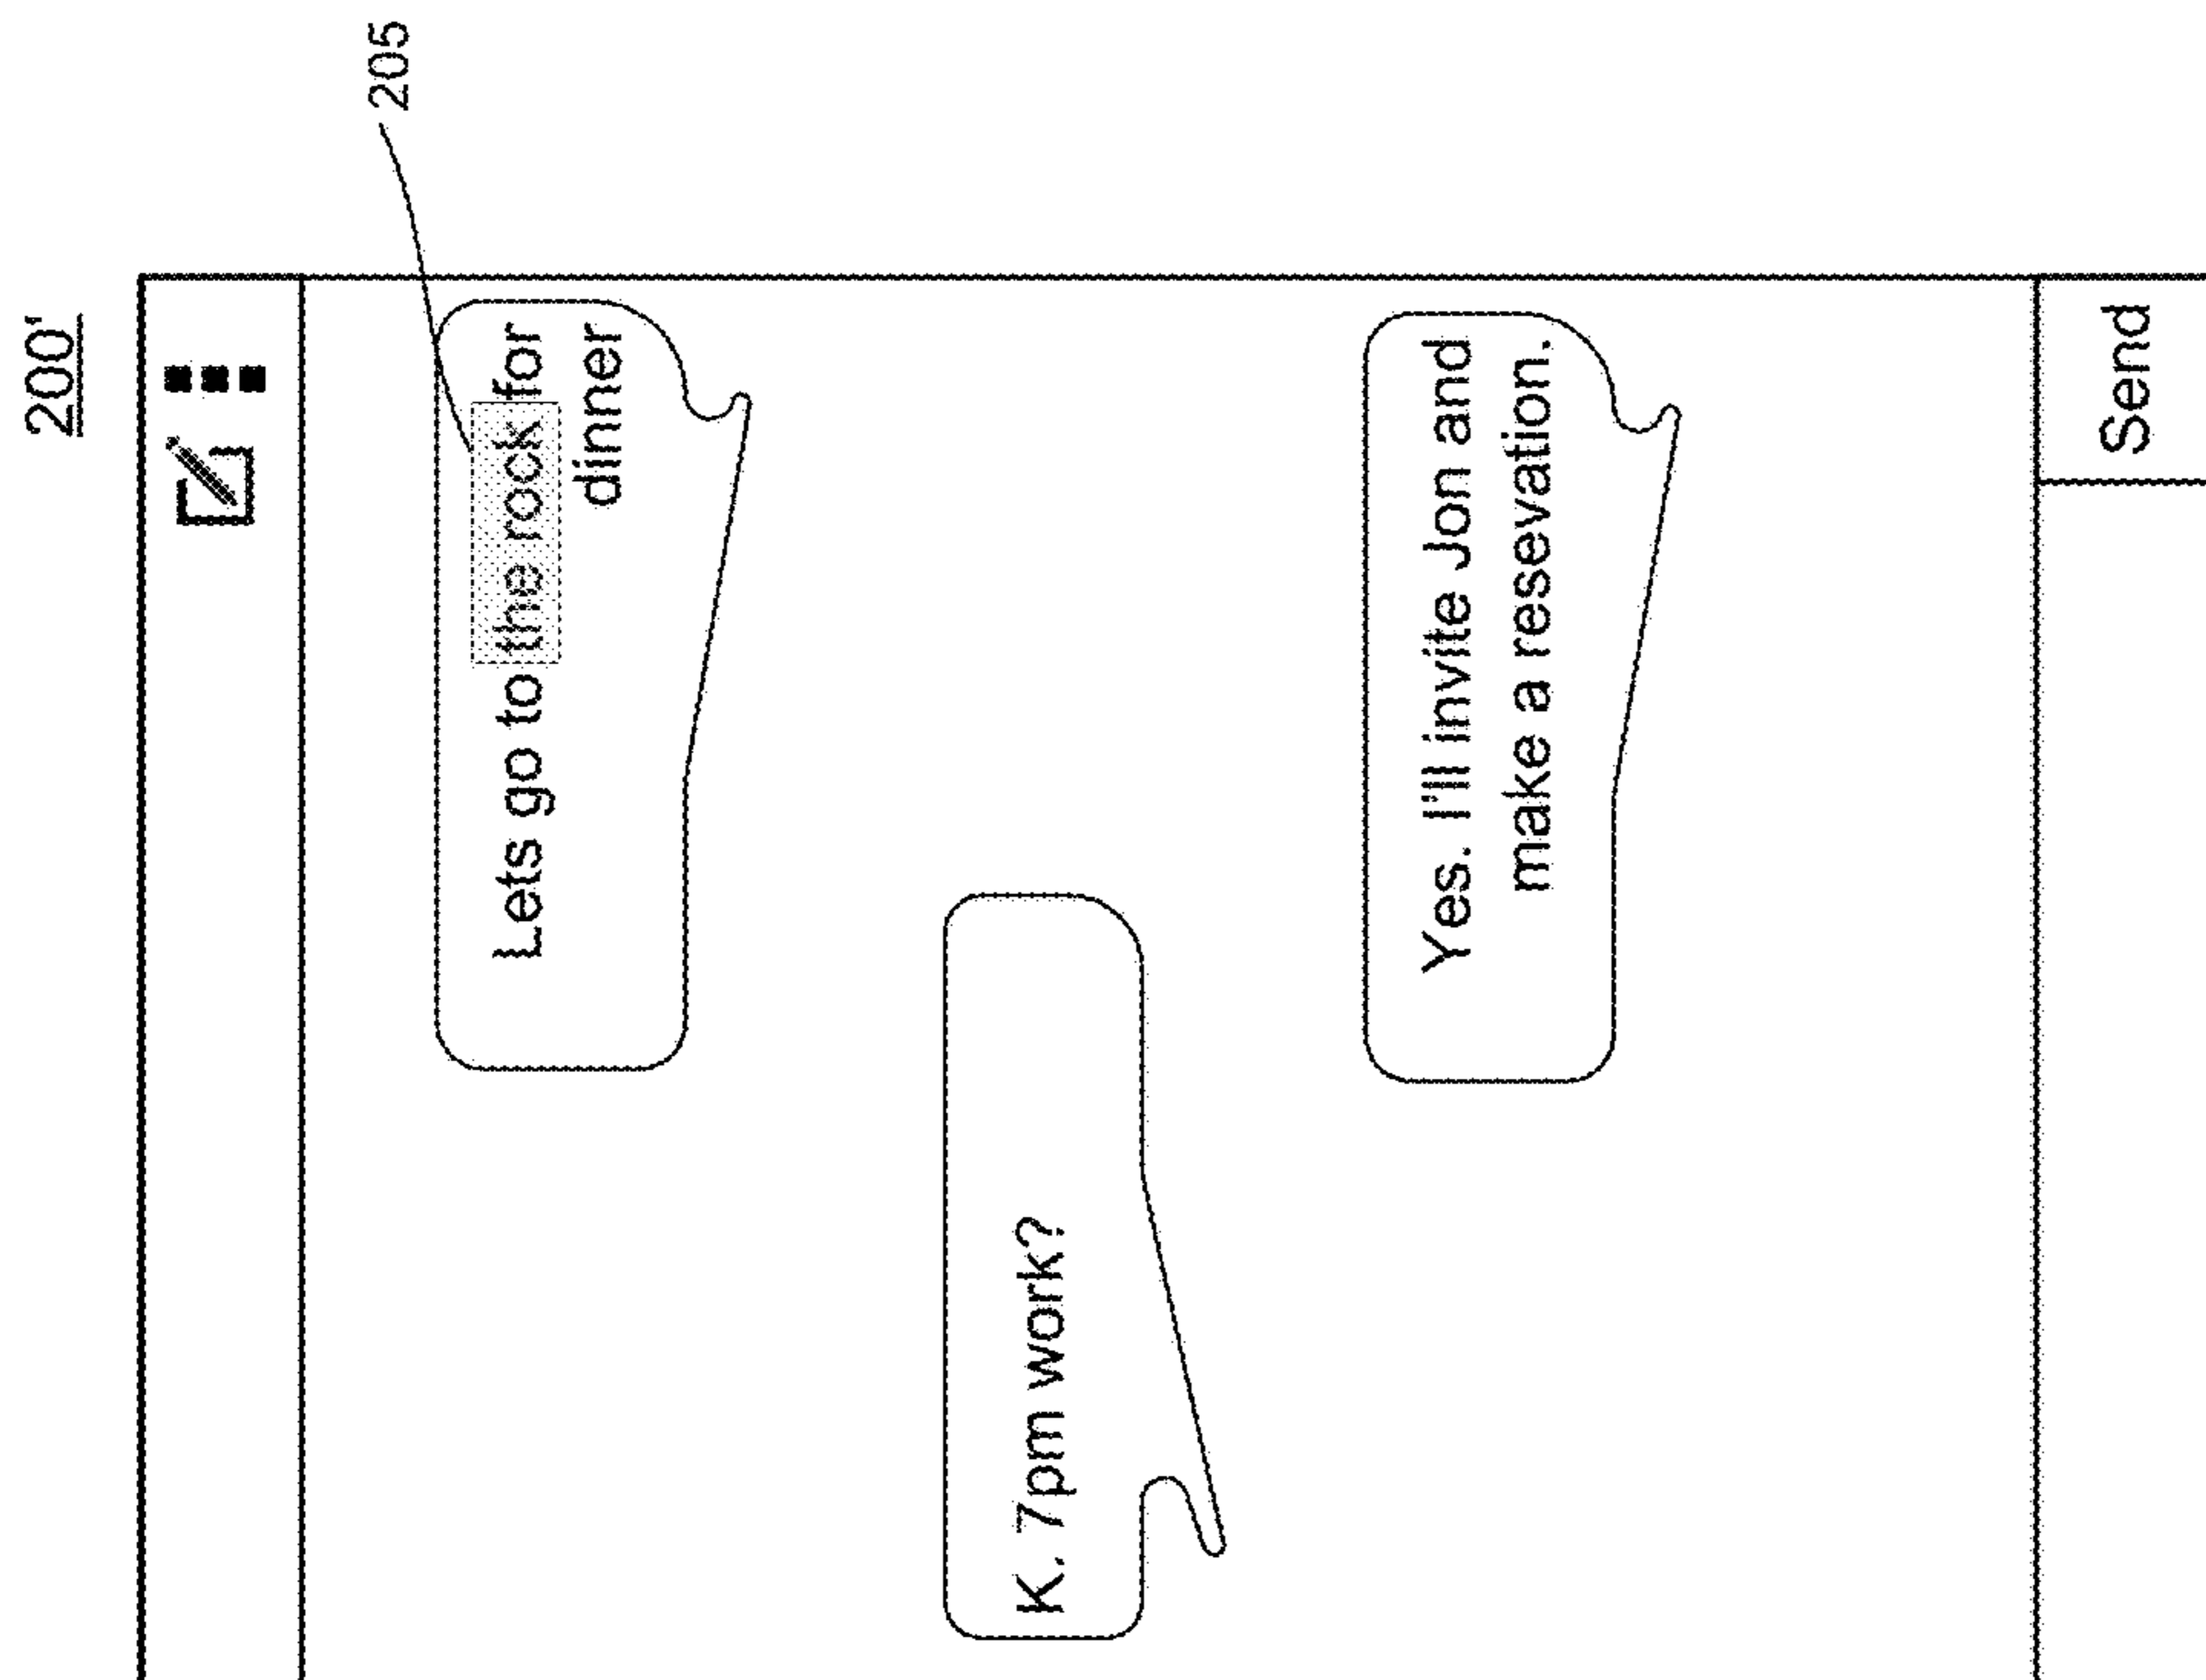 200'
205
Lets go to the rock for
dinner
K. 7pm work?
Yes. I'll invite Jon and
make a resevation.
Send